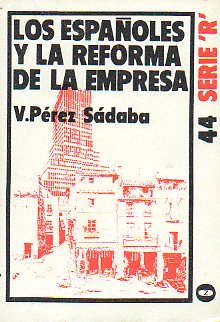 LOS ESPAÑOLES
Y LA REFORMA
DE LA EMPRESA
V.Pérez Sádaba
44 SERIE 'R'